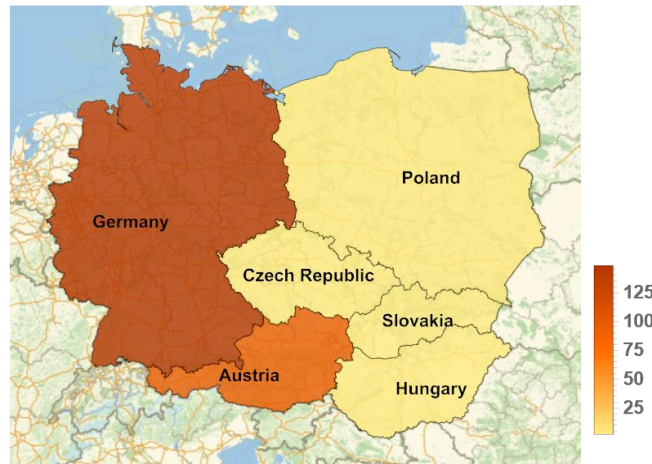 Poland
Germany
Czech Republic
Slovakia
Austria
Hungary
125
100
75
50
25